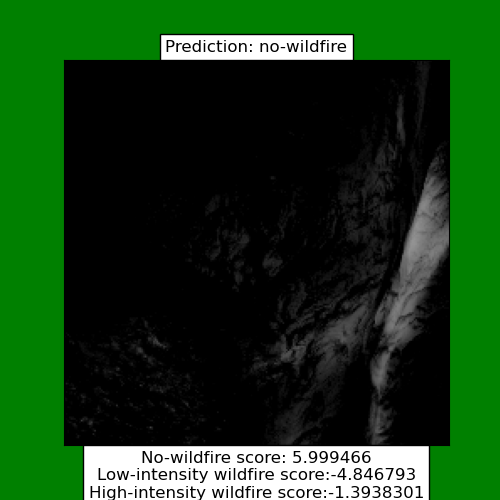 Prediction: no-wildfire
No-wildfire score: 5.999466
Low-intensity wildfire score:-4.846793
High-intensity wildfire score:-1.3938301